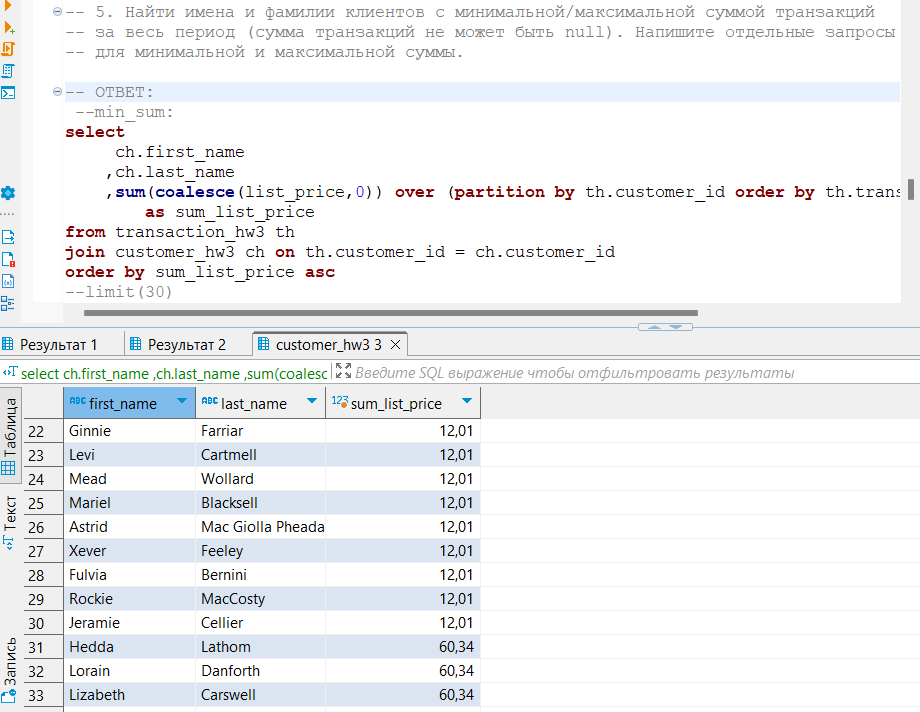 -- 5. Найти имена и фамилии клиентов с минимальной/максимальной суммой транзакций
-- за весь период (сумма транзакций не может быть null). Напишите отдельные запросы
-- для минимальной и максимальной суммы.
-- ОТВЕТ:
--min_sum:
select
ch.first_name
,ch.last_name
,sum(coalesce(list_price,0)) over (partition by th.customer_id order by th.trans
as sum_list_price
from transaction_hw3 th
join customer_hw3 ch on th.customer_id = ch.customer_id
order by sum_list_price asc
--limit(30)
Результат 1 Результат 2 customer_hw3 3
select ch.first_name ,ch.last_name ,sum(coalesc Введите SQL выражение чтобы отфильтровать результаты
Таблица
Текст
Запись
ABC first_name ABC last_name 123 sum_list_price
22 Ginnie Farriar 12,01
23 Levi Cartmell 12,01
24 Mead Wollard 12,01
25 Mariel Blacksell 12,01
26 Astrid Mac Giolla Pheada 12,01
27 Xever Feeley 12,01
28 Fulvia Bernini 12,01
29 Rockie MacCosty 12,01
30 Jeramie Cellier 12,01
31 Hedda Lathom 60,34
32 Lorain Danforth 60,34
33 Lizabeth Carswell 60,34